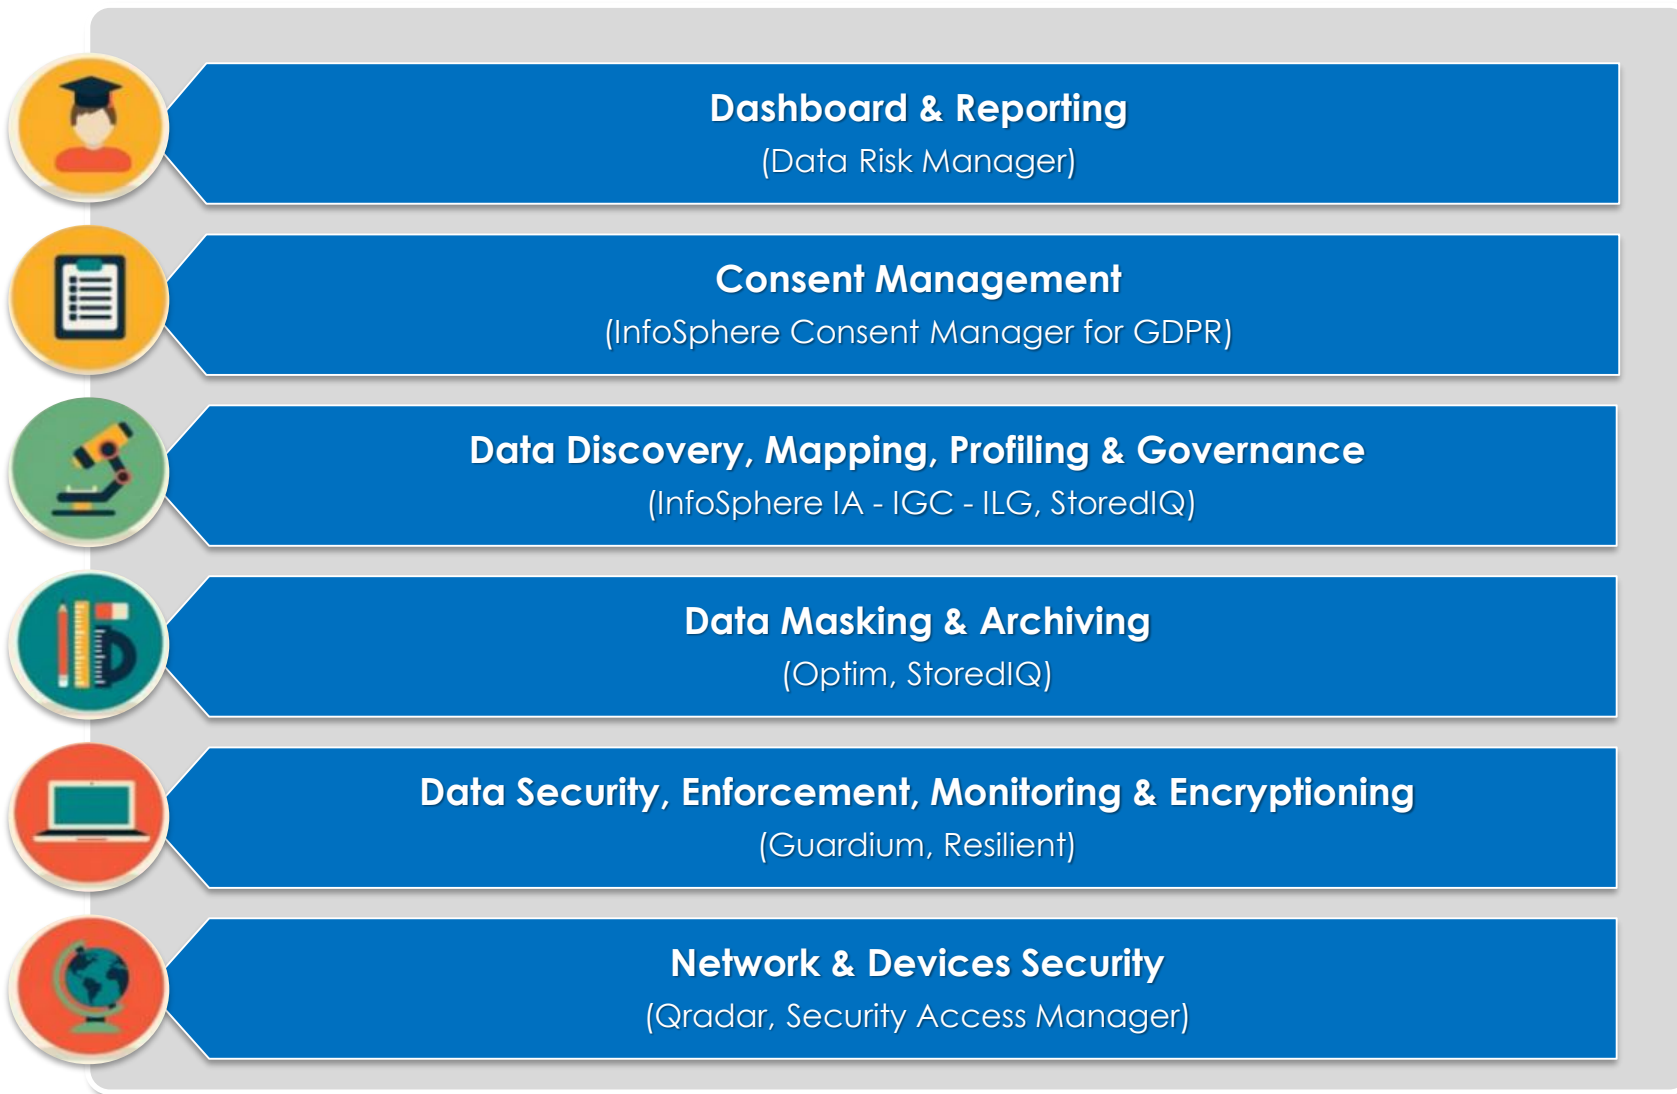 Dashboard & Reporting
(Data Risk Manager)
Consent Management
(InfoSphere Consent Manager for GDPR)
Data Discovery, Mapping, Profiling & Governance
(InfoSphere IA - IGC - ILG, StoredIQ)
Data Masking & Archiving
(Optim, StoredIQ)
Data Security, Enforcement, Monitoring & Encryptioning
(Guardium, Resilient)
Network & Devices Security
(Qradar, Security Access Manager)